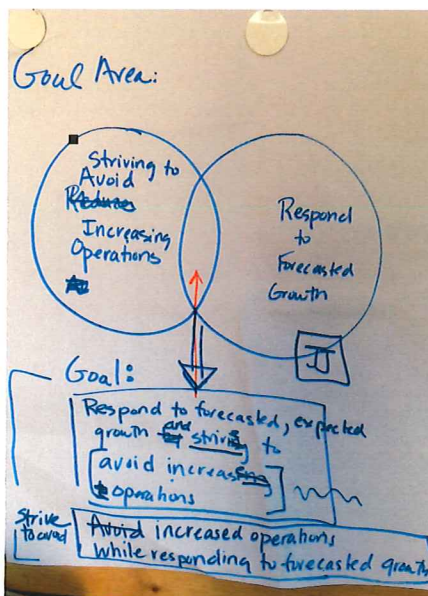 Goal Area:
Striving to
Avoid
Reduces
Increasing
Operations
Respond
to
Forecasted
Growth
JJ
Goal:
Respond to forecasted, expected
growth and striving to
avoid increasing
operations
Strive
to avoid
Avoid increased operations
while responding to forecasted growth